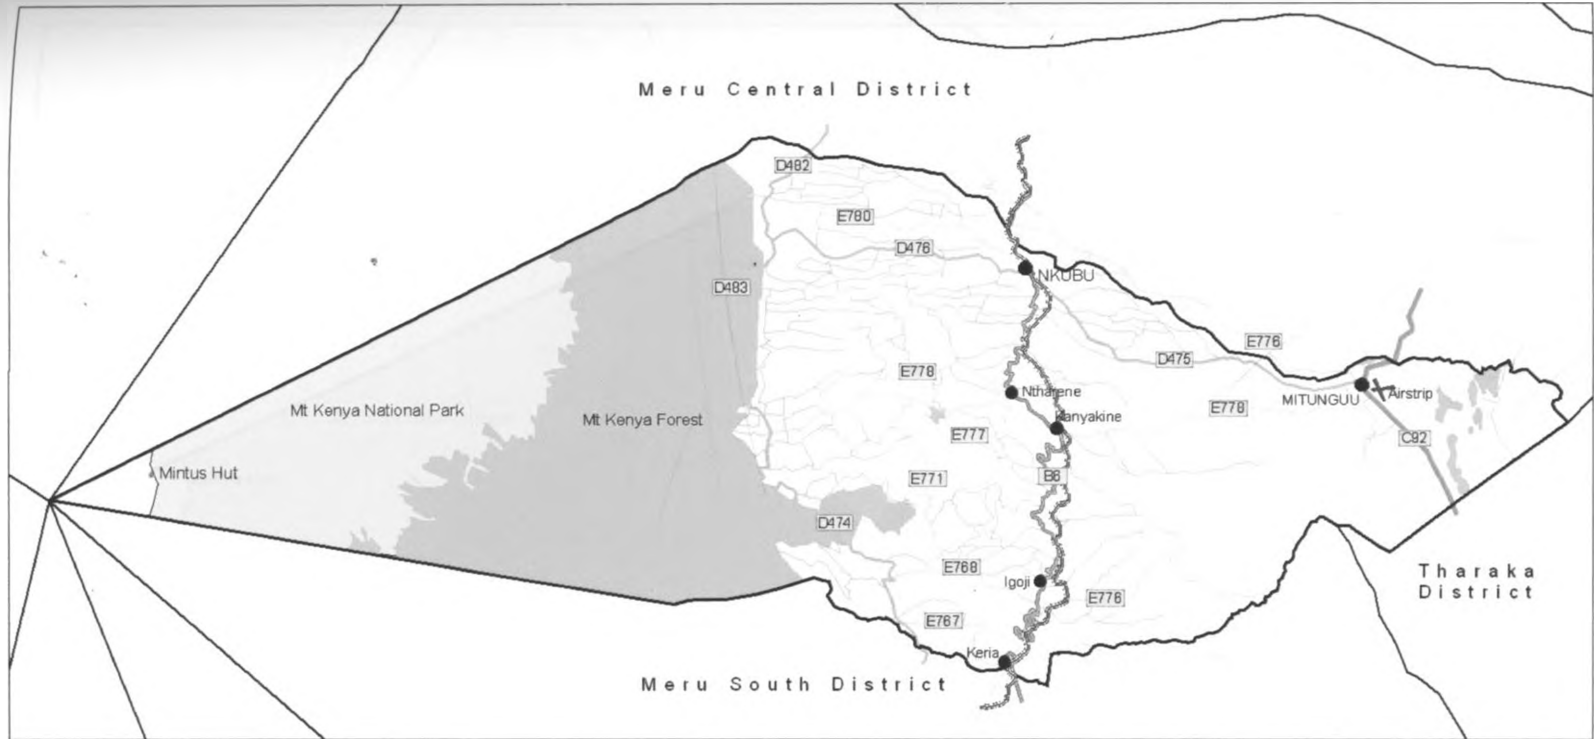 Meru Central District
D482
E780
D476
NKUBU
D483
E776
D475
E778
Mt Kenya National Park
Mt Kenya Forest
Ntharene
Kanyakine
E778
MITUNGUU
Airstrip
E777
C92
Mintus Hut
E771
B6
D474
E768
Igoji
E776
Tharaka
District
E767
Keria
Meru South District